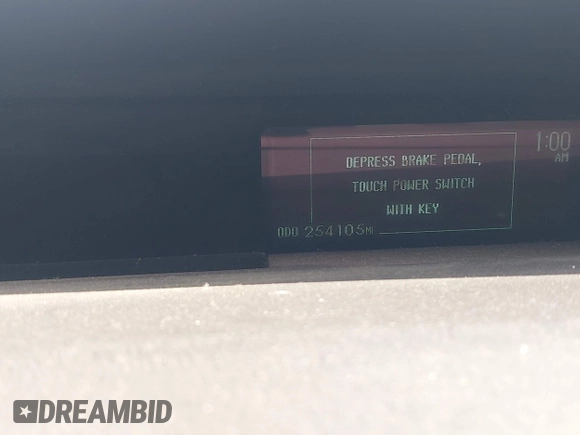 1:00
AM
DEPRESS BRAKE PEDAL,
TOUCH POWER SWITCH
WITH KEY
ODO 254105 MI
DREAMBID